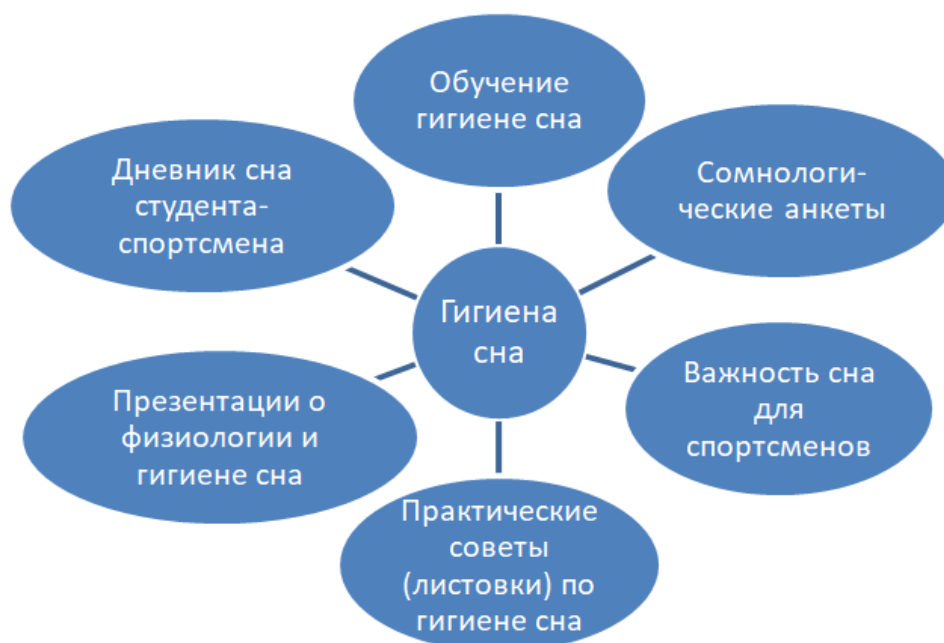 Обучение
гигиене сна
Сомнологи-
ческие анкеты
Важность сна
для
спортсменов
Практические
советы
(листовки) по
гигиене сна
Презентации о
физиологии и
гигиене сна
Дневник сна
студента-
спортсмена
Гигиена
сна